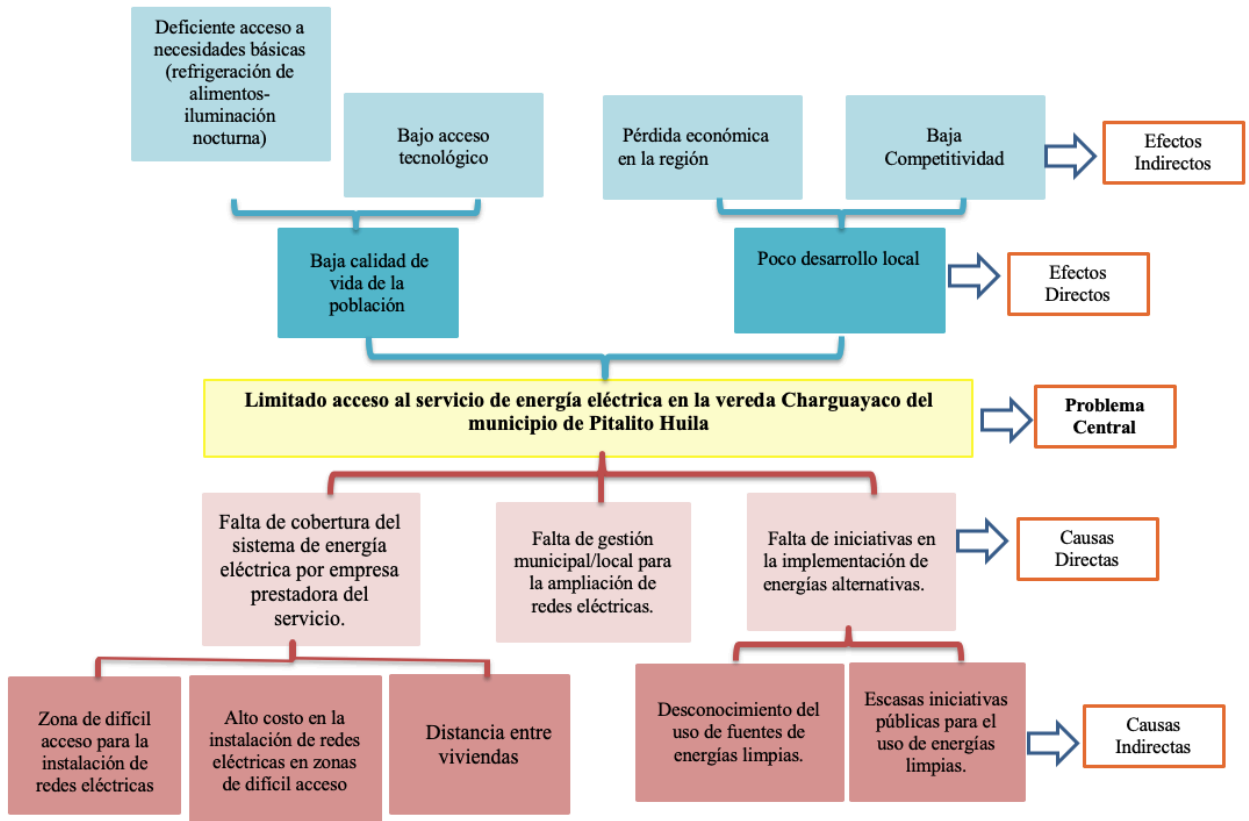 Deficiente acceso a
necesidades básicas
(refrigeración de
alimentos-
iluminación
nocturna)
Bajo acceso
tecnológico
Pérdida económica
en la región
Baja
Competitividad
Efectos
Indirectos
Baja calidad de
vida de la
población
Poco desarrollo local
Efectos
Directos
Limitado acceso al servicio de energía eléctrica en la vereda Charguayaco del
municipio de Pitalito Huila
Problema
Central
Falta de cobertura del
sistema de energía
eléctrica por empresa
prestadora del
servicio.
Falta de gestión
municipal/local para
la ampliación de
redes eléctricas.
Falta de iniciativas en
la implementación de
energías alternativas.
Causas
Directas
Zona de difícil
acceso para la
instalación de
redes eléctricas
Alto costo en la
instalación de redes
eléctricas en zonas
de difícil acceso
Distancia entre
viviendas
Desconocimiento del
uso de fuentes de
energías limpias.
Escasas iniciativas
públicas para el
uso de energías
limpias.
Causas
Indirectas